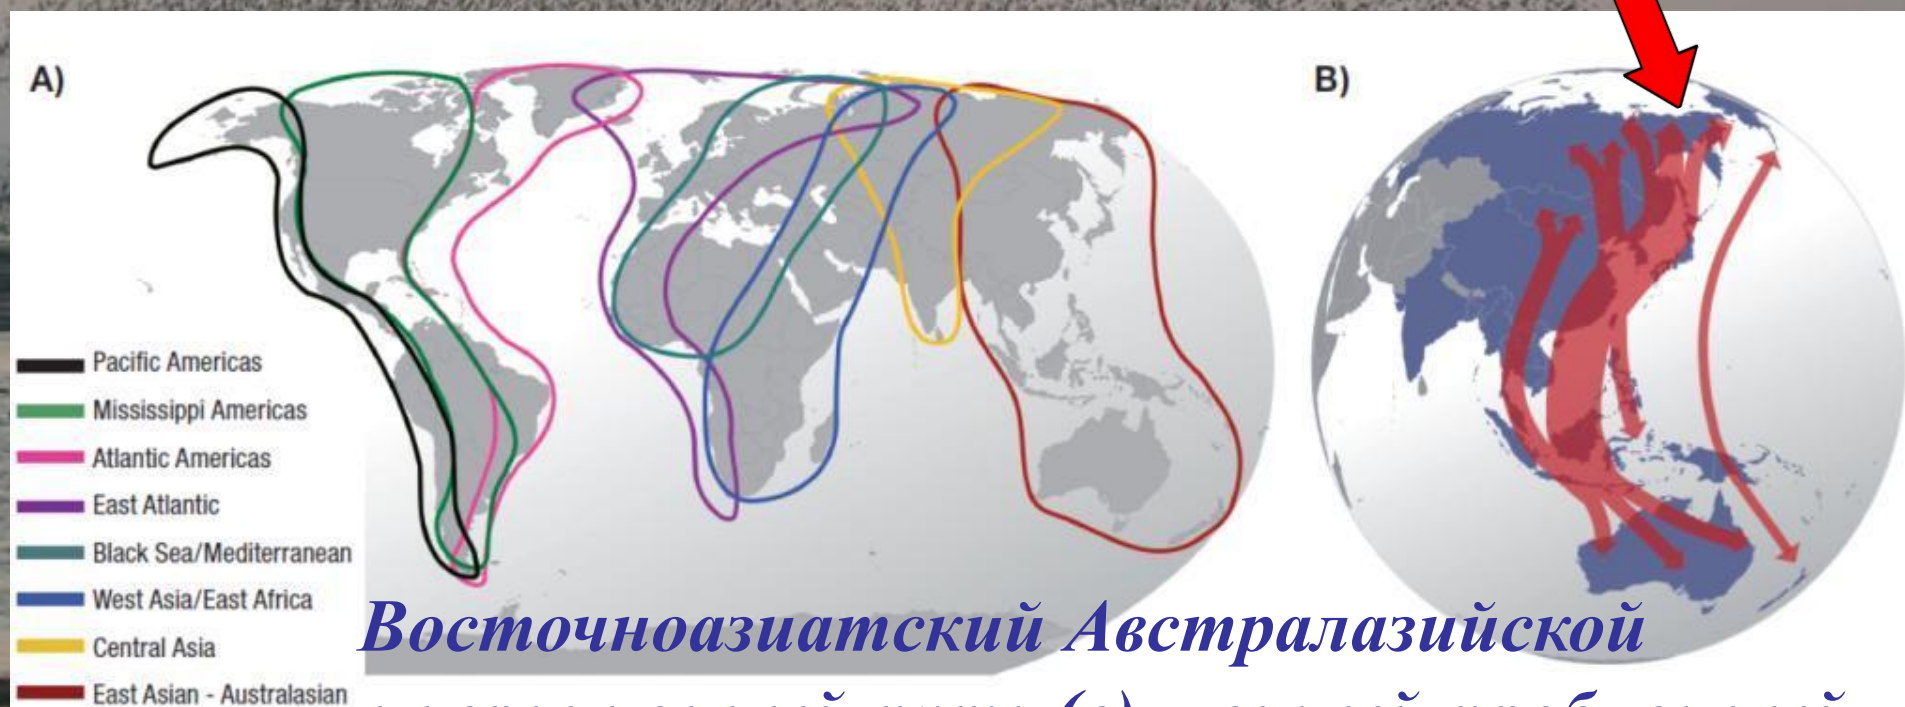 A)
B)
Pacific Americas
Mississippi Americas
Atlantic Americas
East Atlantic
Black Sea/Mediterranean
West Asia/East Africa
Central Asia
East Asian - Australasian
Восточноазиатский Австралазийской